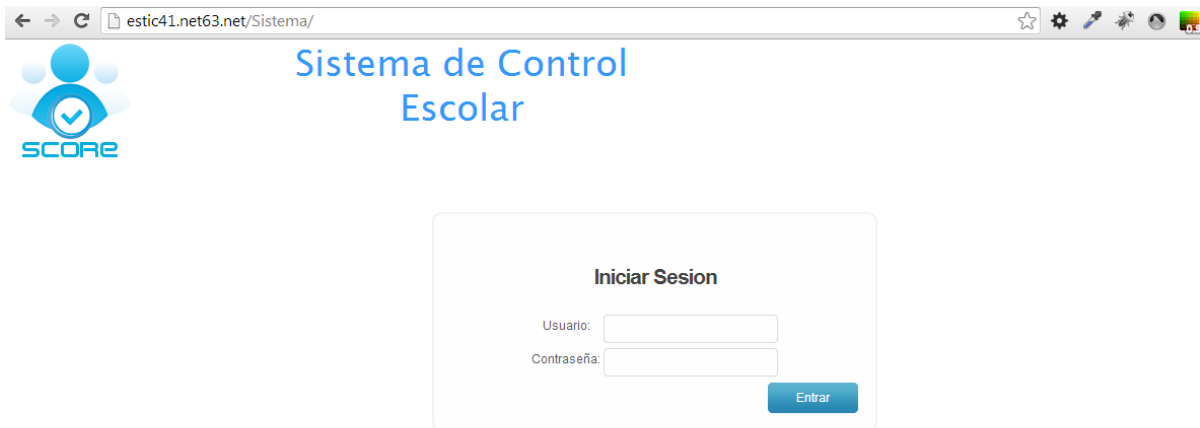 estic41.net63.net/Sistema/
Sistema de Control
Escolar
SCORE
Iniciar Sesion
Usuario:
Contraseña:
Entrar